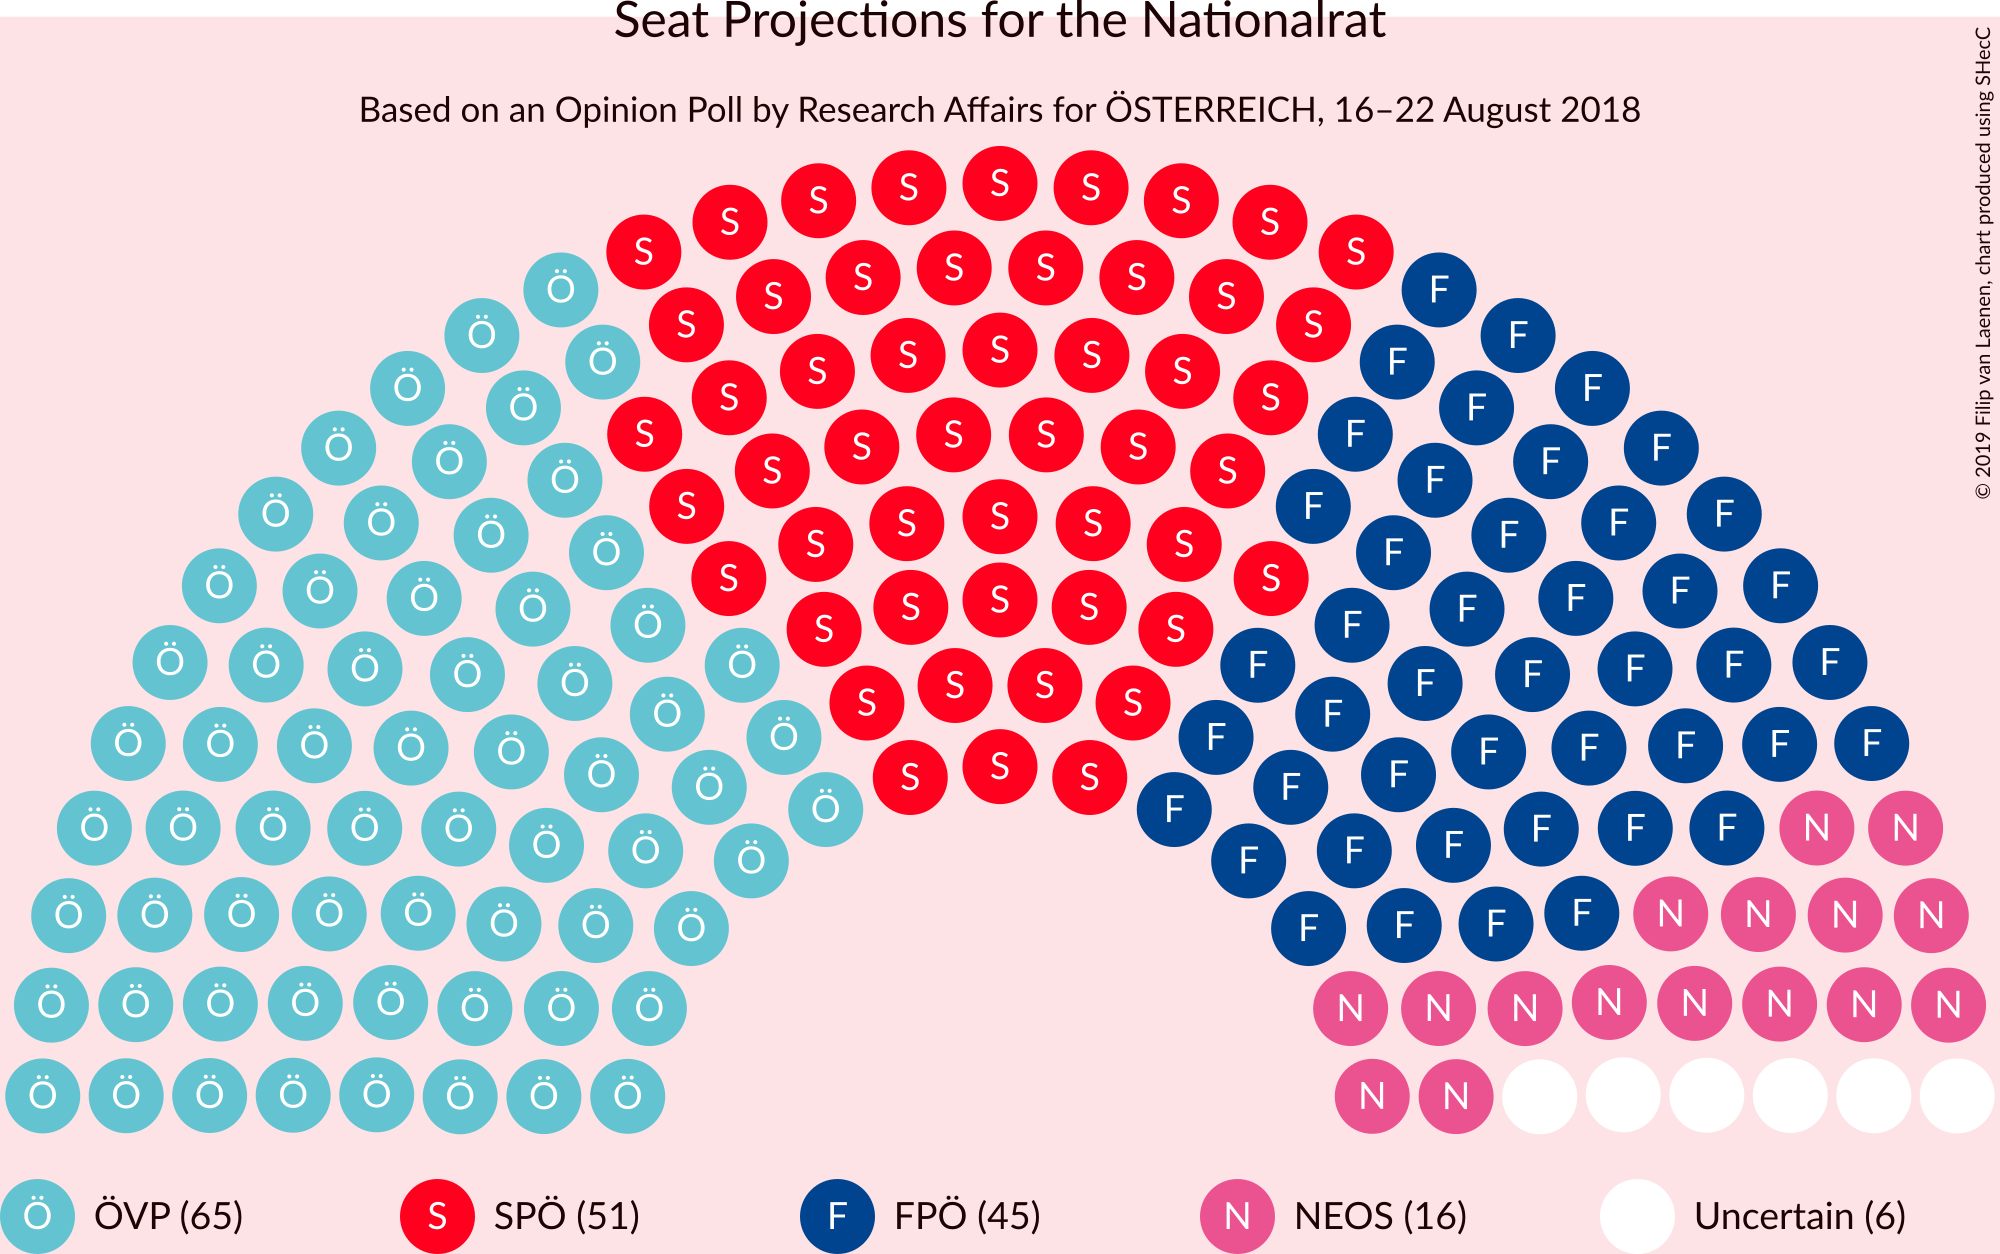 Seat Projections for the Nationalrat
Based on an Opinion Poll by Research Affairs for ÖSTERREICH, 16–22 August 2018
© 2019 Filip van Laenen, chart produced using SHecC
S S S S S S S S S
Ö S S S S S S S S F
Ö Ö S S S S S S S F F
Ö Ö S S S S S S S F F F
Ö Ö Ö S S S S S S S F F F F
Ö Ö Ö Ö S S S S S F F F F F
Ö Ö Ö Ö Ö S S S S F F F F F
Ö Ö Ö Ö Ö Ö S S S F F F F F F
Ö Ö Ö Ö Ö Ö Ö S S F F F F F F F
Ö Ö Ö Ö Ö Ö Ö Ö S S S F F F F F F F F
Ö Ö Ö Ö Ö Ö Ö Ö Ö F F F F F F F N N
Ö Ö Ö Ö Ö Ö Ö Ö F F F F N N N N
Ö Ö Ö Ö Ö Ö Ö Ö N N N N N N N N
Ö Ö Ö Ö Ö Ö Ö Ö N N
Ö ÖVP (65) S SPÖ (51) F FPÖ (45) N NEOS (16) Uncertain (6)